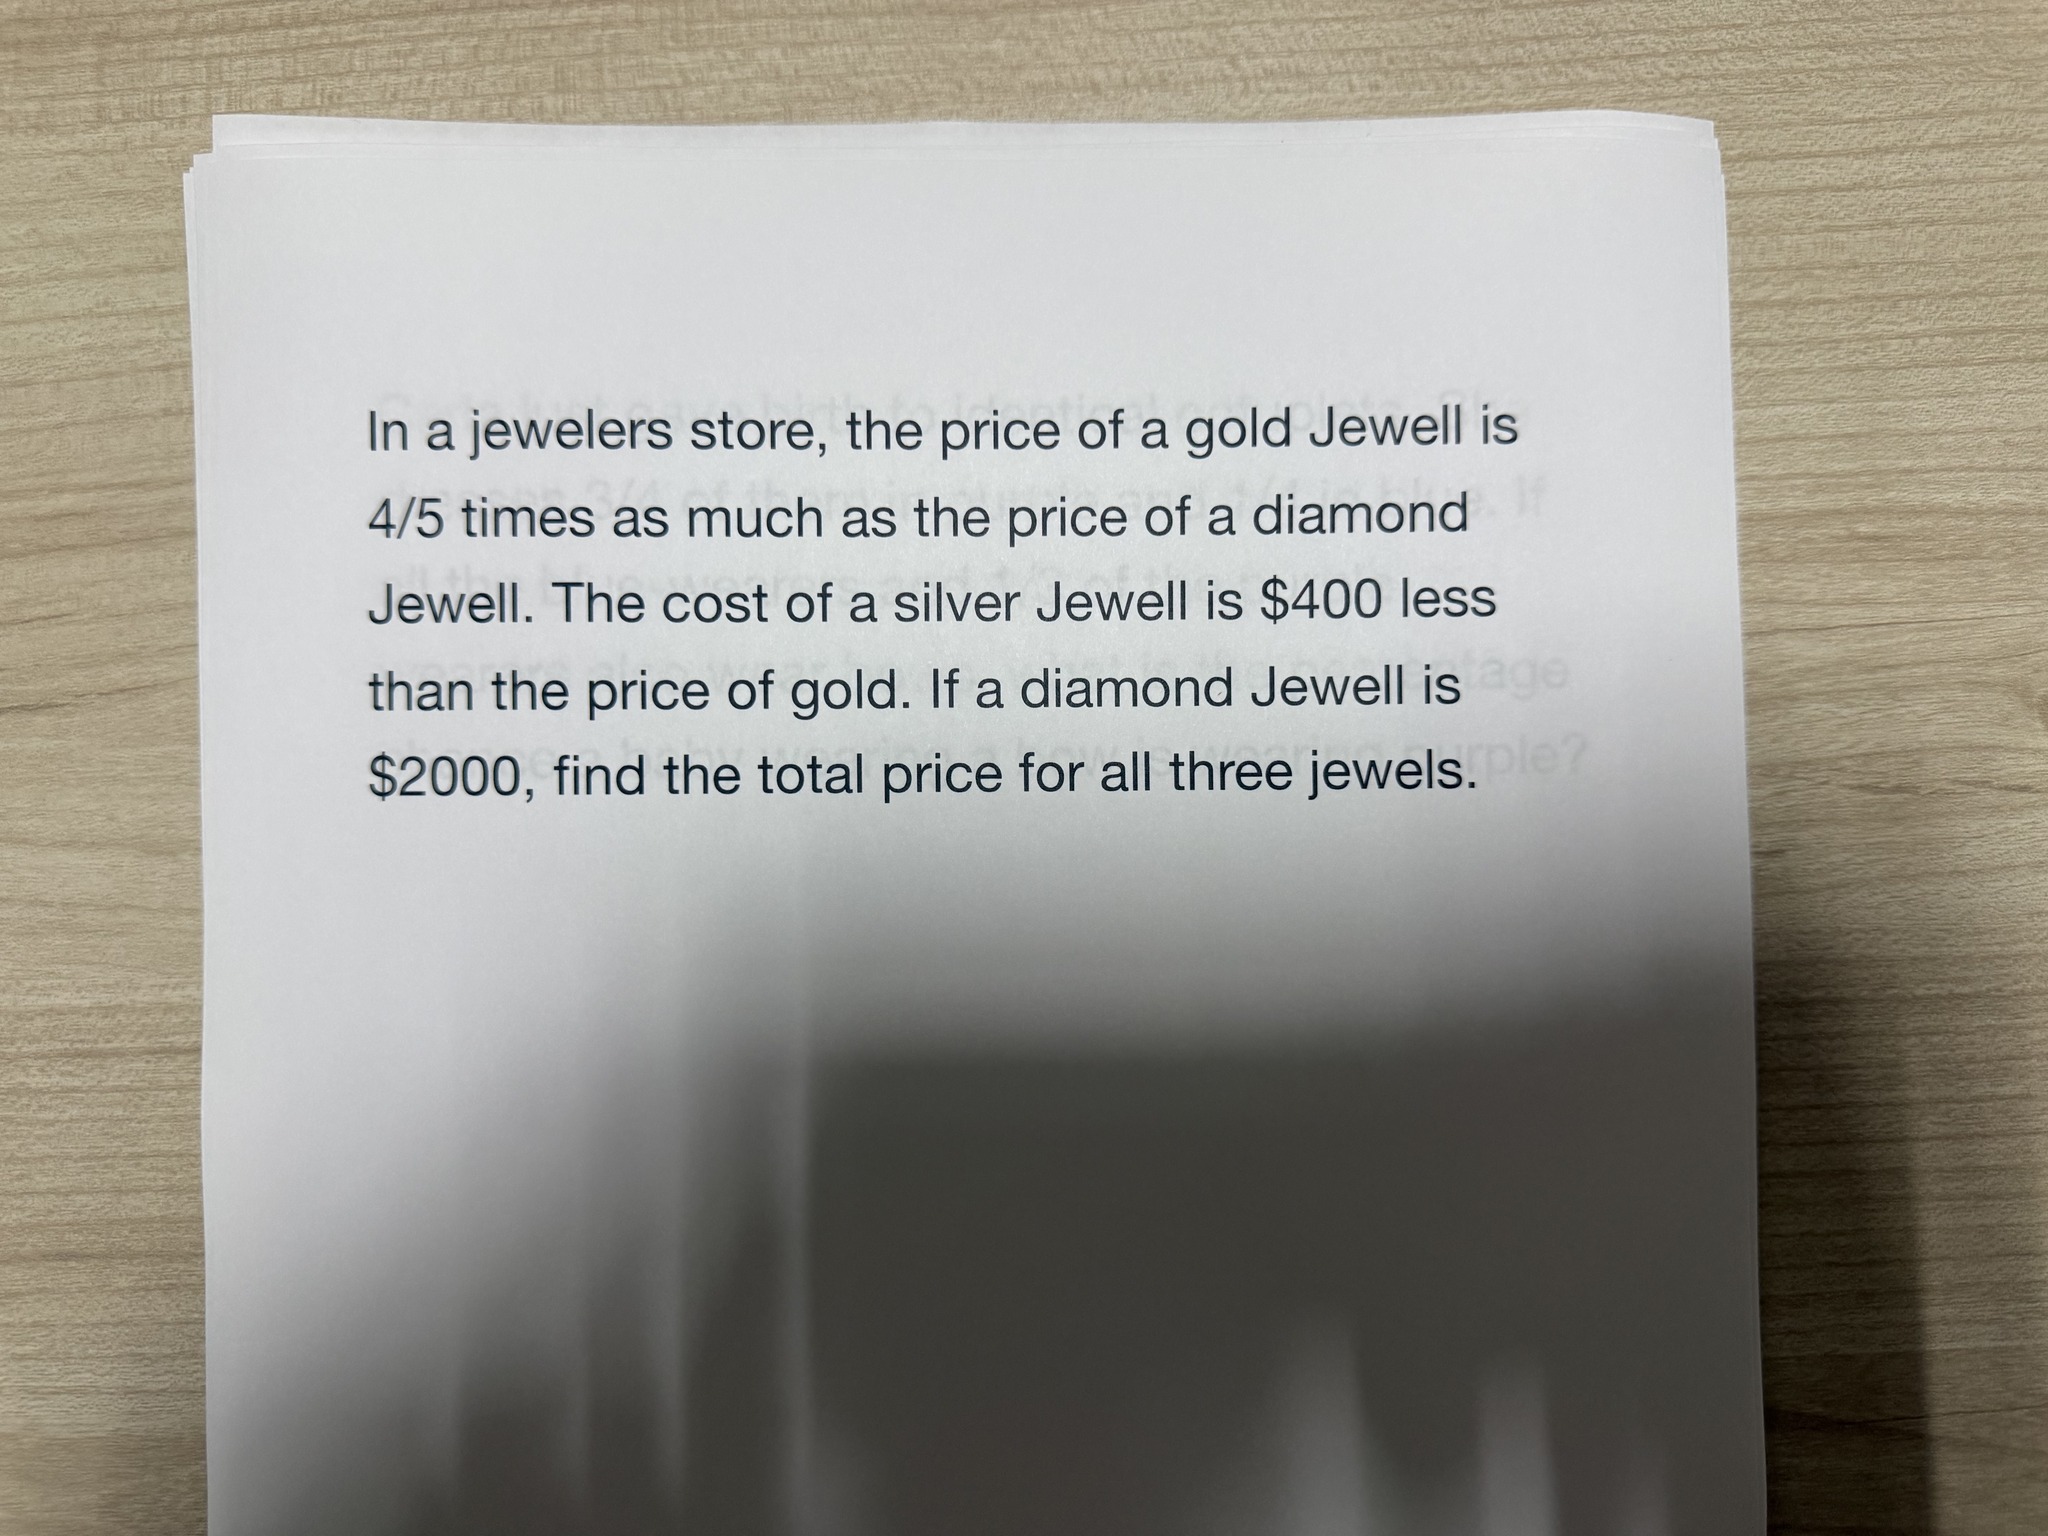 In a jewelers store, the price of a gold Jewell is
4/5 times as much as the price of a diamond
Jewell. The cost of a silver Jewell is $400 less
than the price of gold. If a diamond Jewell is
$2000, find the total price for all three jewels.